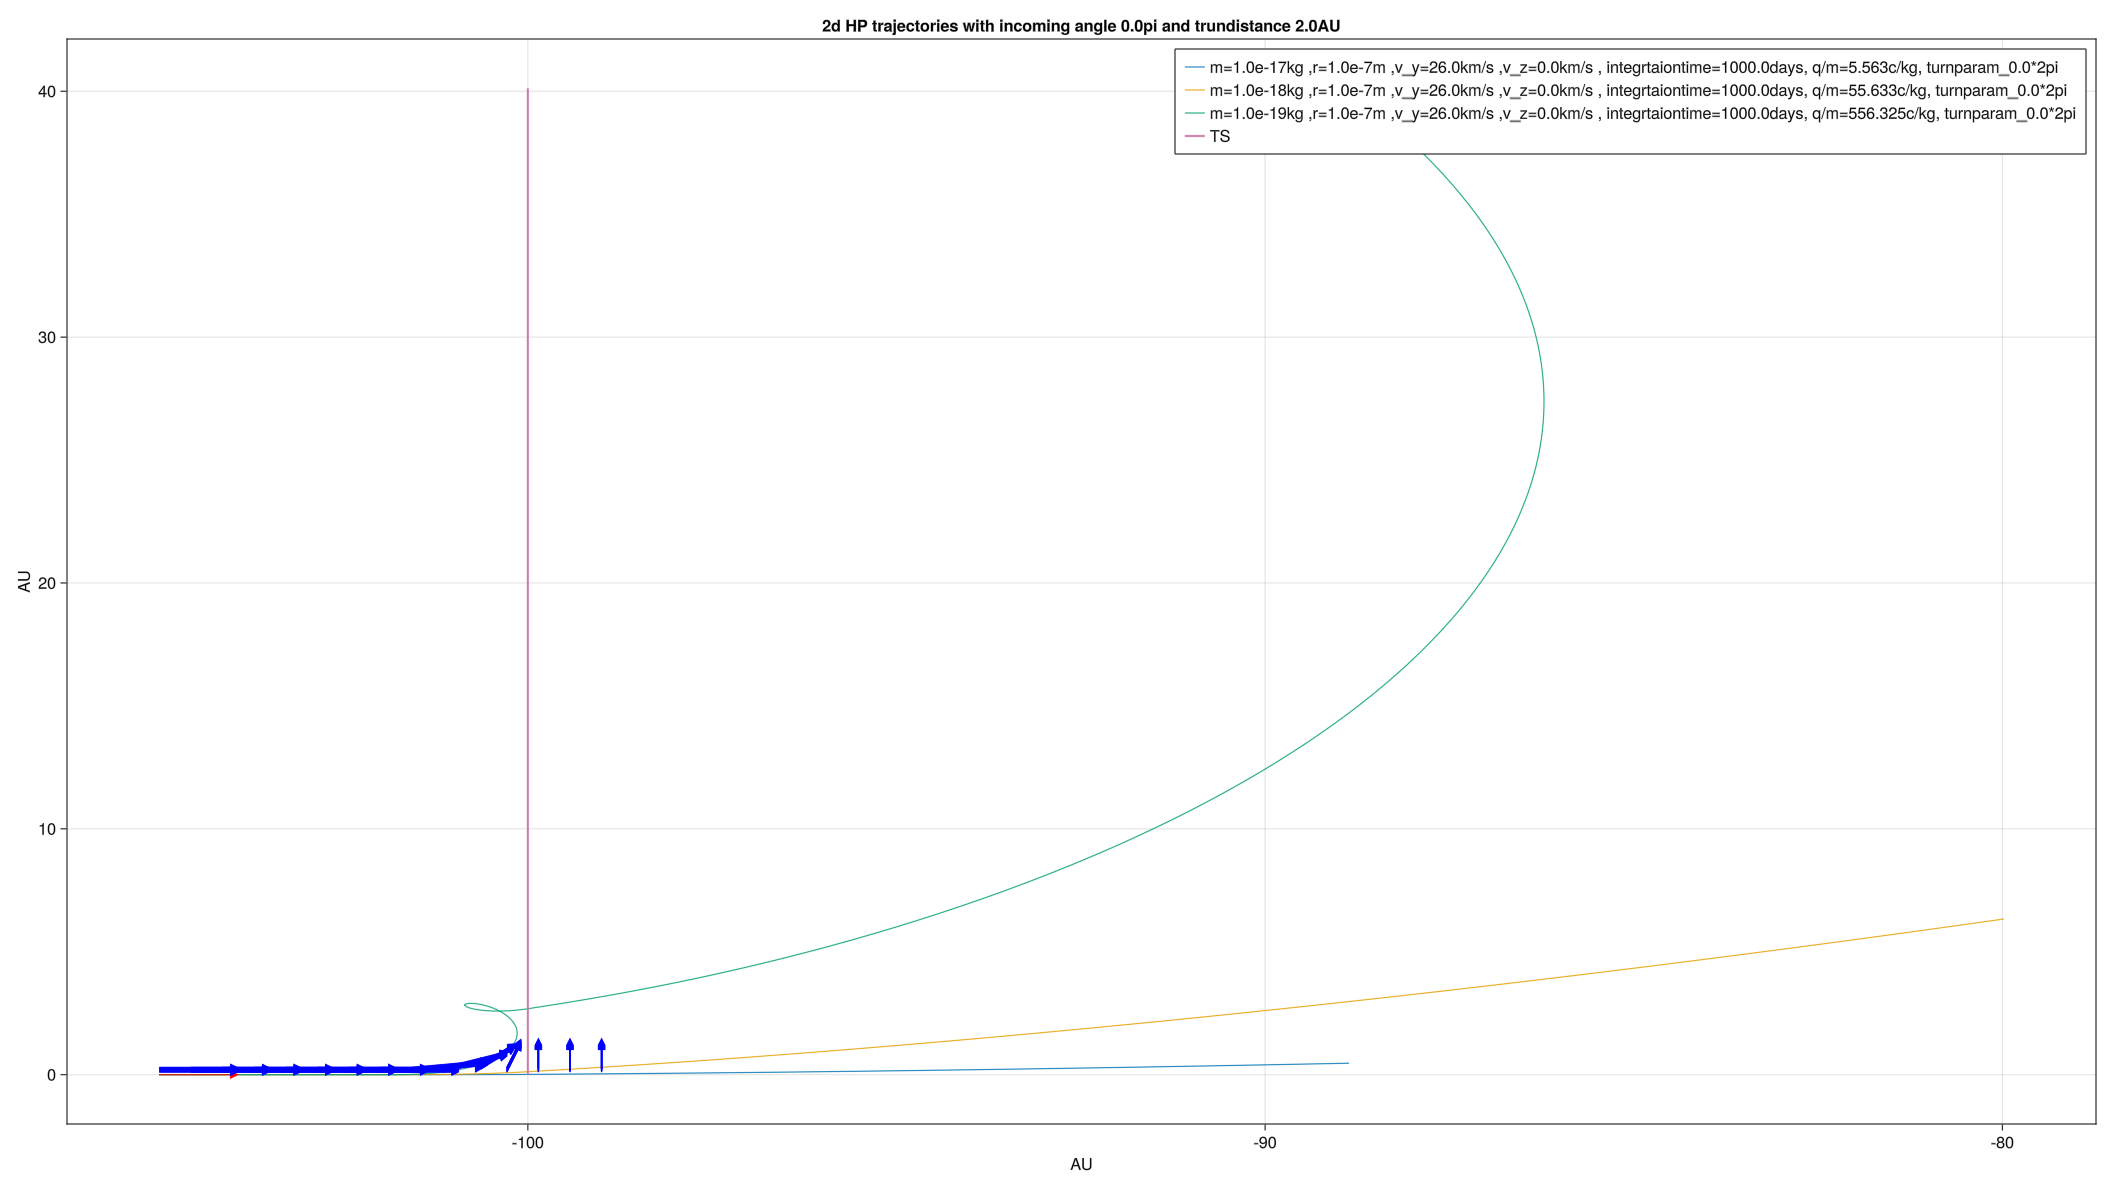 2d HP trajectories with incoming angle 0.0pi and trundistance 2.0AU
m=1.0e-17kg ,r=1.0e-7m ,v_y=26.0km/s ,v_z=0.0km/s , integrtaiontime=1000.0days, q/m=5.563c/kg, turnparam_0.0*2pi
m=1.0e-18kg ,r=1.0e-7m ,v_y=26.0km/s ,v_z=0.0km/s , integrtaiontime=1000.0days, q/m=55.633c/kg, turnparam_0.0*2pi
m=1.0e-19kg ,r=1.0e-7m ,v_y=26.0km/s ,v_z=0.0km/s , integrtaiontime=1000.0days, q/m=556.325c/kg, turnparam_0.0*2pi
TS
40
30
20
10
0
AU
-100
-90
-80
AU